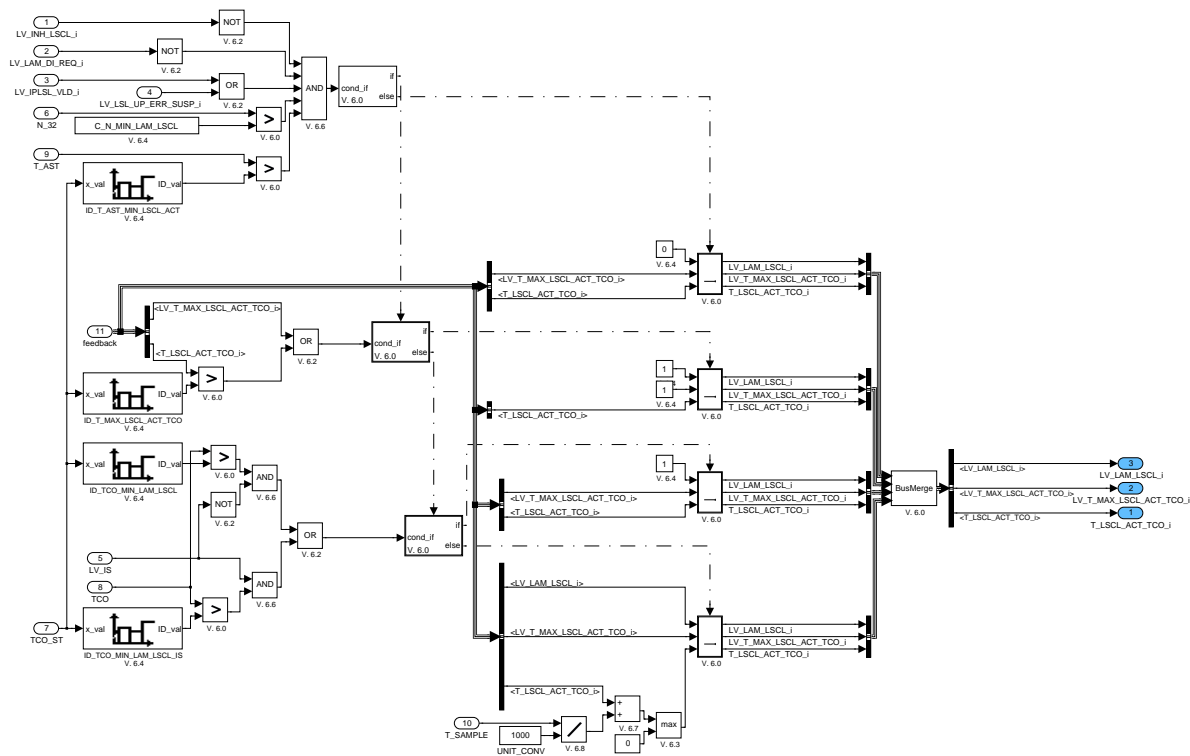 1
LV_INH_LSCL_i
NOT
V. 6.2
2
LV_LAM_DI_REQ_i
NOT
V. 6.2
3
LV_IPLSL_VLD_i
4
LV_LSL_UP_ERR_SUSP_i
OR
V. 6.2
6
N_32
C_N_MIN_LAM_LSCL
V. 6.4
>
V. 6.0
AND
V. 6.6
cond_if
if
else
V. 6.0
9
T_AST
>
V. 6.0
x_val
ID_val
ID_T_AST_MIN_LSCL_ACT
V. 6.4
0
V. 6.4
<LV_T_MAX_LSCL_ACT_TCO_i>
<T_LSCL_ACT_TCO_i>
V. 6.0
LV_LAM_LSCL_i
LV_T_MAX_LSCL_ACT_TCO_i
T_LSCL_ACT_TCO_i
11
feedback
<LV_T_MAX_LSCL_ACT_TCO_i>
<T_LSCL_ACT_TCO_i>
OR
V. 6.2
>
V. 6.0
cond_if
if
else
V. 6.0
x_val
ID_val
ID_T_MAX_LSCL_ACT_TCO
V. 6.4
1
1
V. 6.4
<T_LSCL_ACT_TCO_i>
V. 6.0
LV_LAM_LSCL_i
LV_T_MAX_LSCL_ACT_TCO_i
T_LSCL_ACT_TCO_i
x_val
ID_val
ID_TCO_MIN_LAM_LSCL
V. 6.4
>
V. 6.0
AND
V. 6.6
NOT
V. 6.2
OR
V. 6.2
cond_if
if
else
V. 6.0
1
V. 6.4
<LV_T_MAX_LSCL_ACT_TCO_i>
<T_LSCL_ACT_TCO_i>
V. 6.0
LV_LAM_LSCL_i
LV_T_MAX_LSCL_ACT_TCO_i
T_LSCL_ACT_TCO_i
BusMerge
V. 6.0
<LV_LAM_LSCL_i>
<LV_T_MAX_LSCL_ACT_TCO_i>
<T_LSCL_ACT_TCO_i>
3
LV_LAM_LSCL_i
2
LV_T_MAX_LSCL_ACT_TCO_i
1
T_LSCL_ACT_TCO_i
5
LV_IS
8
TCO
AND
V. 6.6
>
V. 6.0
7
TCO_ST
x_val
ID_val
ID_TCO_MIN_LAM_LSCL_IS
V. 6.4
<LV_LAM_LSCL_i>
<LV_T_MAX_LSCL_ACT_TCO_i>
<T_LSCL_ACT_TCO_i>
V. 6.0
LV_LAM_LSCL_i
LV_T_MAX_LSCL_ACT_TCO_i
T_LSCL_ACT_TCO_i
10
T_SAMPLE
1000
UNIT_CONV
/
V. 6.8
+
+
V. 6.7
0
max
V. 6.3